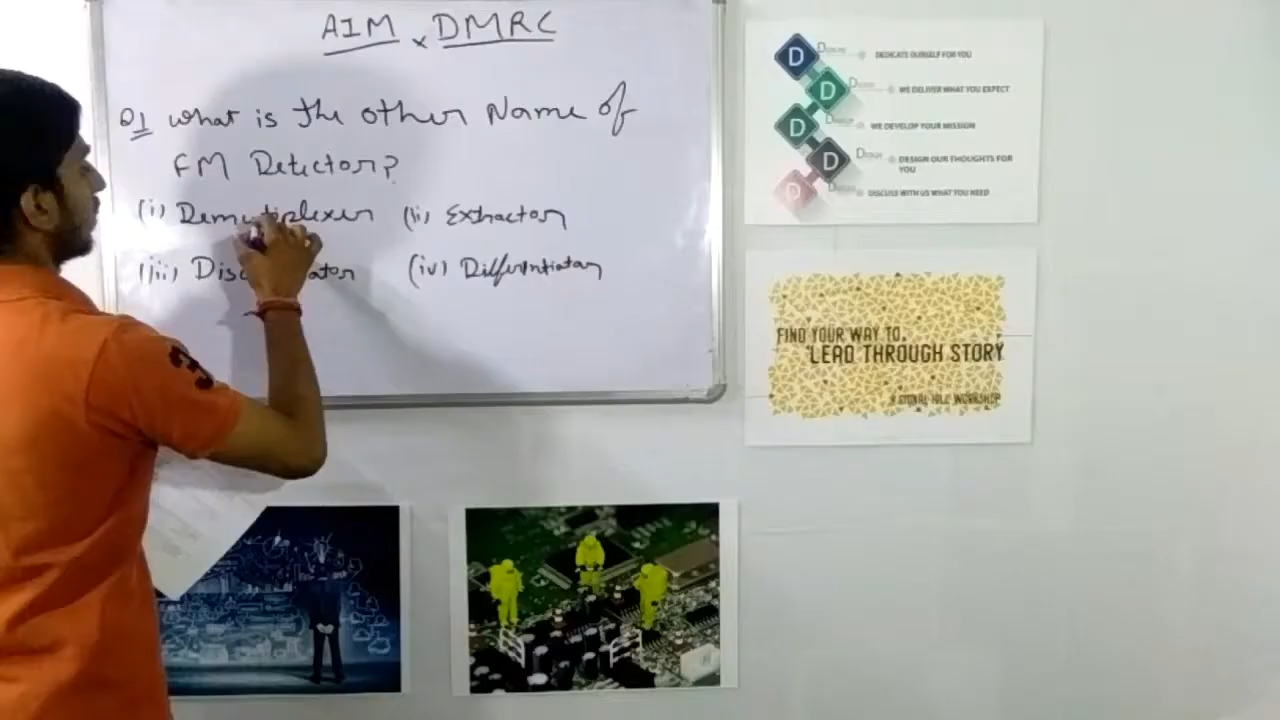 AIM x DMRC
Q1 What is the other Name of
FM Detector?
(i) Demultiplexer (ii) Extractor
(iii) (iv) Differentiator
D DEDICATE OURSELF FOR YOU
D WE DELIVER WHAT YOU EXPECT
D WE DEVELOP YOUR MISSION
D DESIGN OUR THOUGHTS FOR
YOU
D DISCUSS WITH US WHAT YOU NEED
FIND YOUR WAY TO.
'LEAD THROUGH STORY
WORKSHOP
3